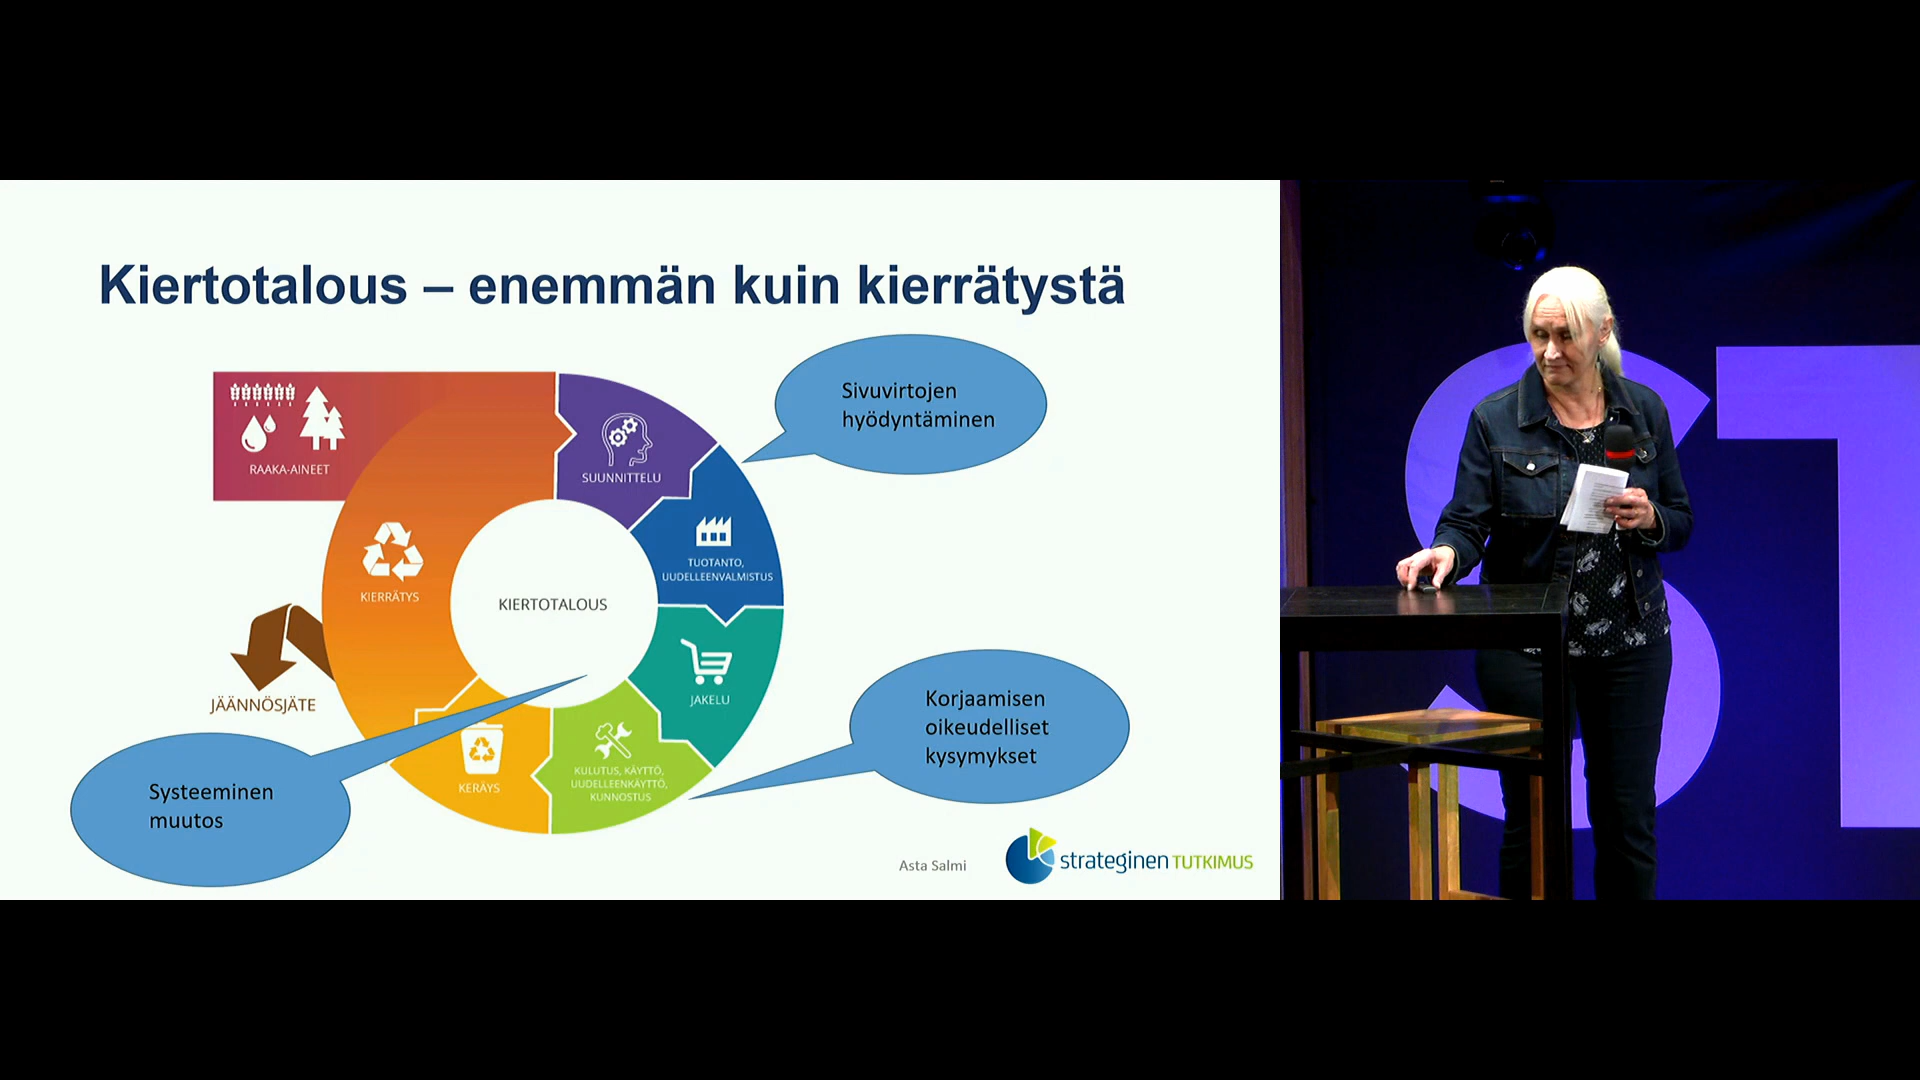 Kiertotalous – enemmän kuin kierrätystä
Sivuvirtojen
hyödyntäminen
RAAKA-AINEET
SUUNNITTELU
TUOTANTO,
UUDELLEENVALMISTUS
KIERRÄTYS
KIERTOTALOUS
JAKELU
JÄÄNNÖSJÄTE
Korjaamisen
oikeudelliset
kysymykset
KULUTUS, KÄYTTÖ,
UUDELLEENKÄYTTÖ,
KUNNOSTUS
KERÄYS
Systeeminen
muutos
Asta Salmi
strateginen TUTKIMUS
ST